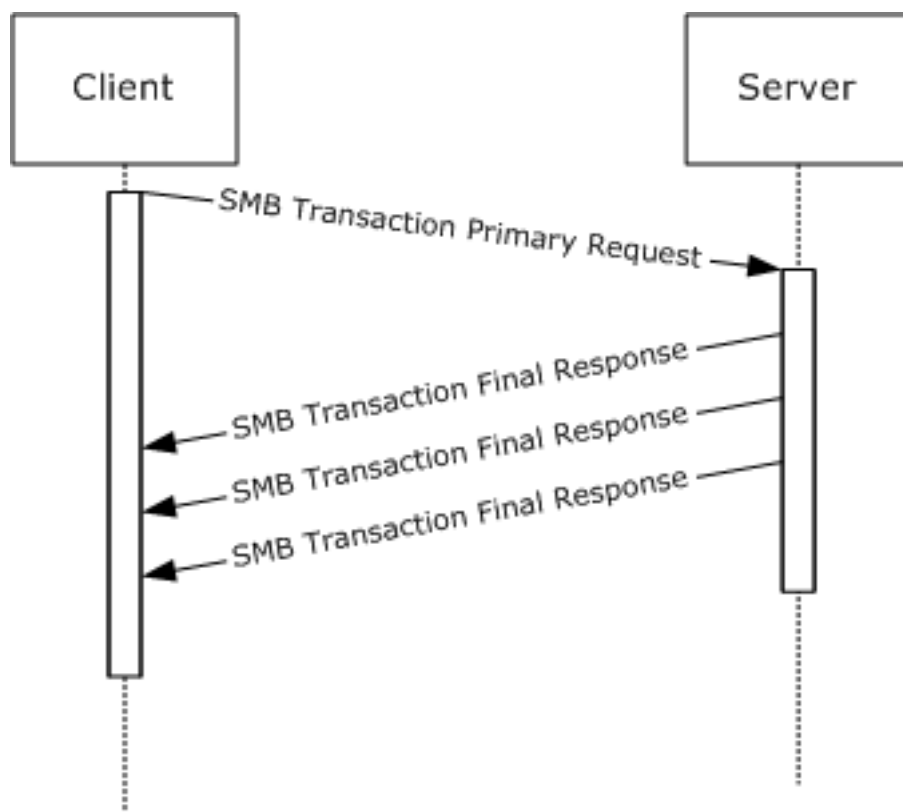 Client
Server
SMB Transaction Primary Request
SMB Transaction Final Response
SMB Transaction Final Response
SMB Transaction Final Response